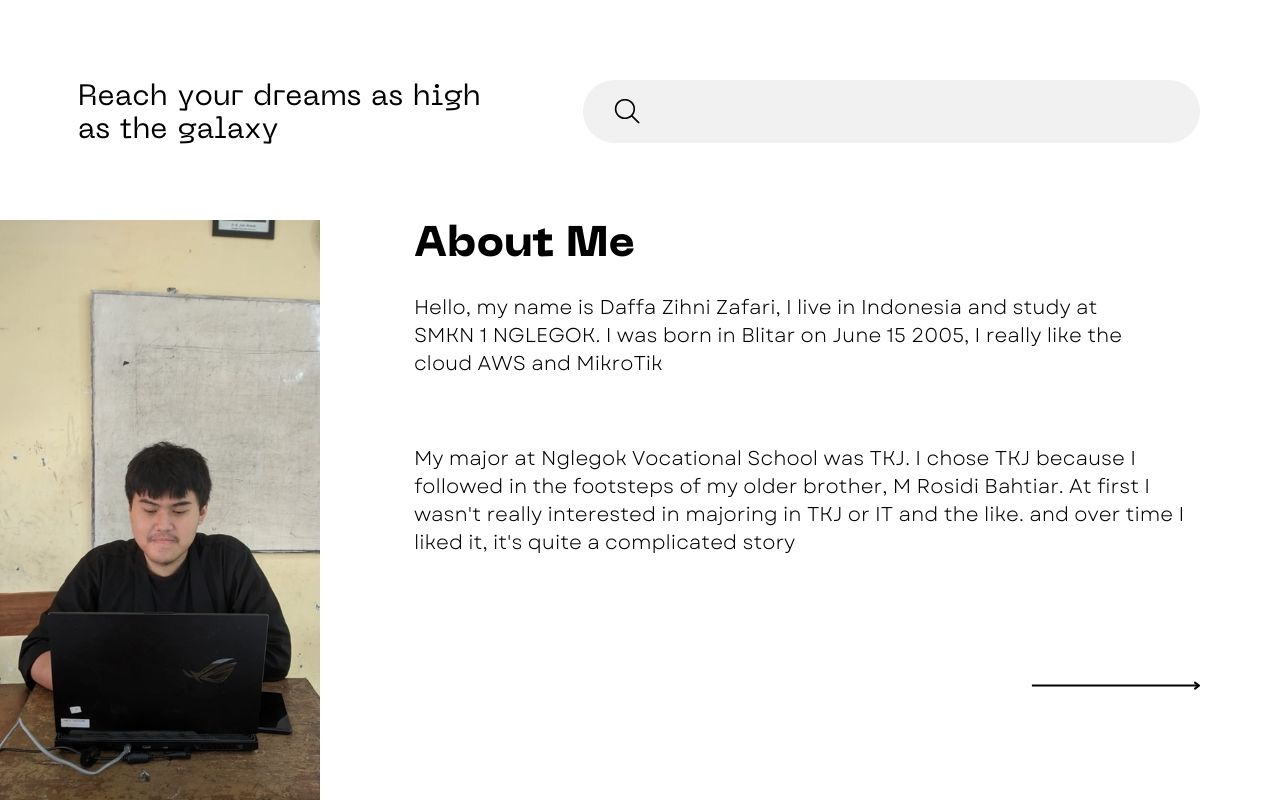 Reach your dreams as high
as the galaxy
About Me
Hello, my name is Daffa Zihni Zafari, I live in Indonesia and study at
SMKN 1 NGLEGOK. I was born in Blitar on June 15 2005, I really like the
cloud AWS and MikroTik
My major at Nglegok Vocational School was TKJ. I chose TKJ because I
followed in the footsteps of my older brother, M Rosidi Bahtiar. At first I
wasn't really interested in majoring in TKJ or IT and the like. and over time I
liked it, it's quite a complicated story